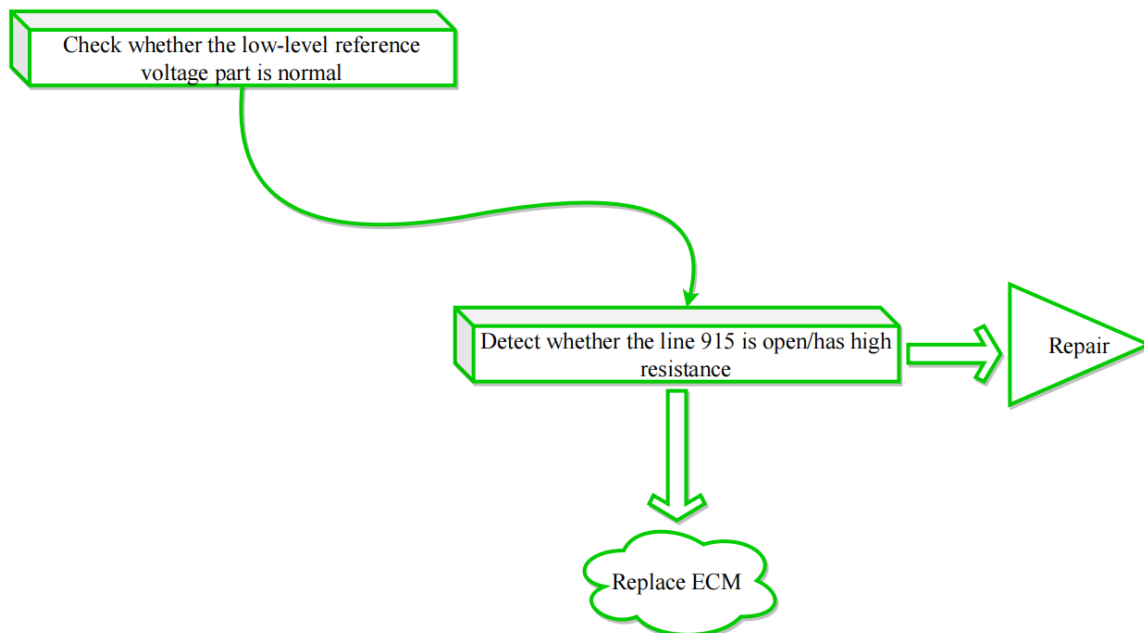 Check whether the low-level reference
voltage part is normal
Detect whether the line 915 is open/has high
resistance
Repair
Replace ECM